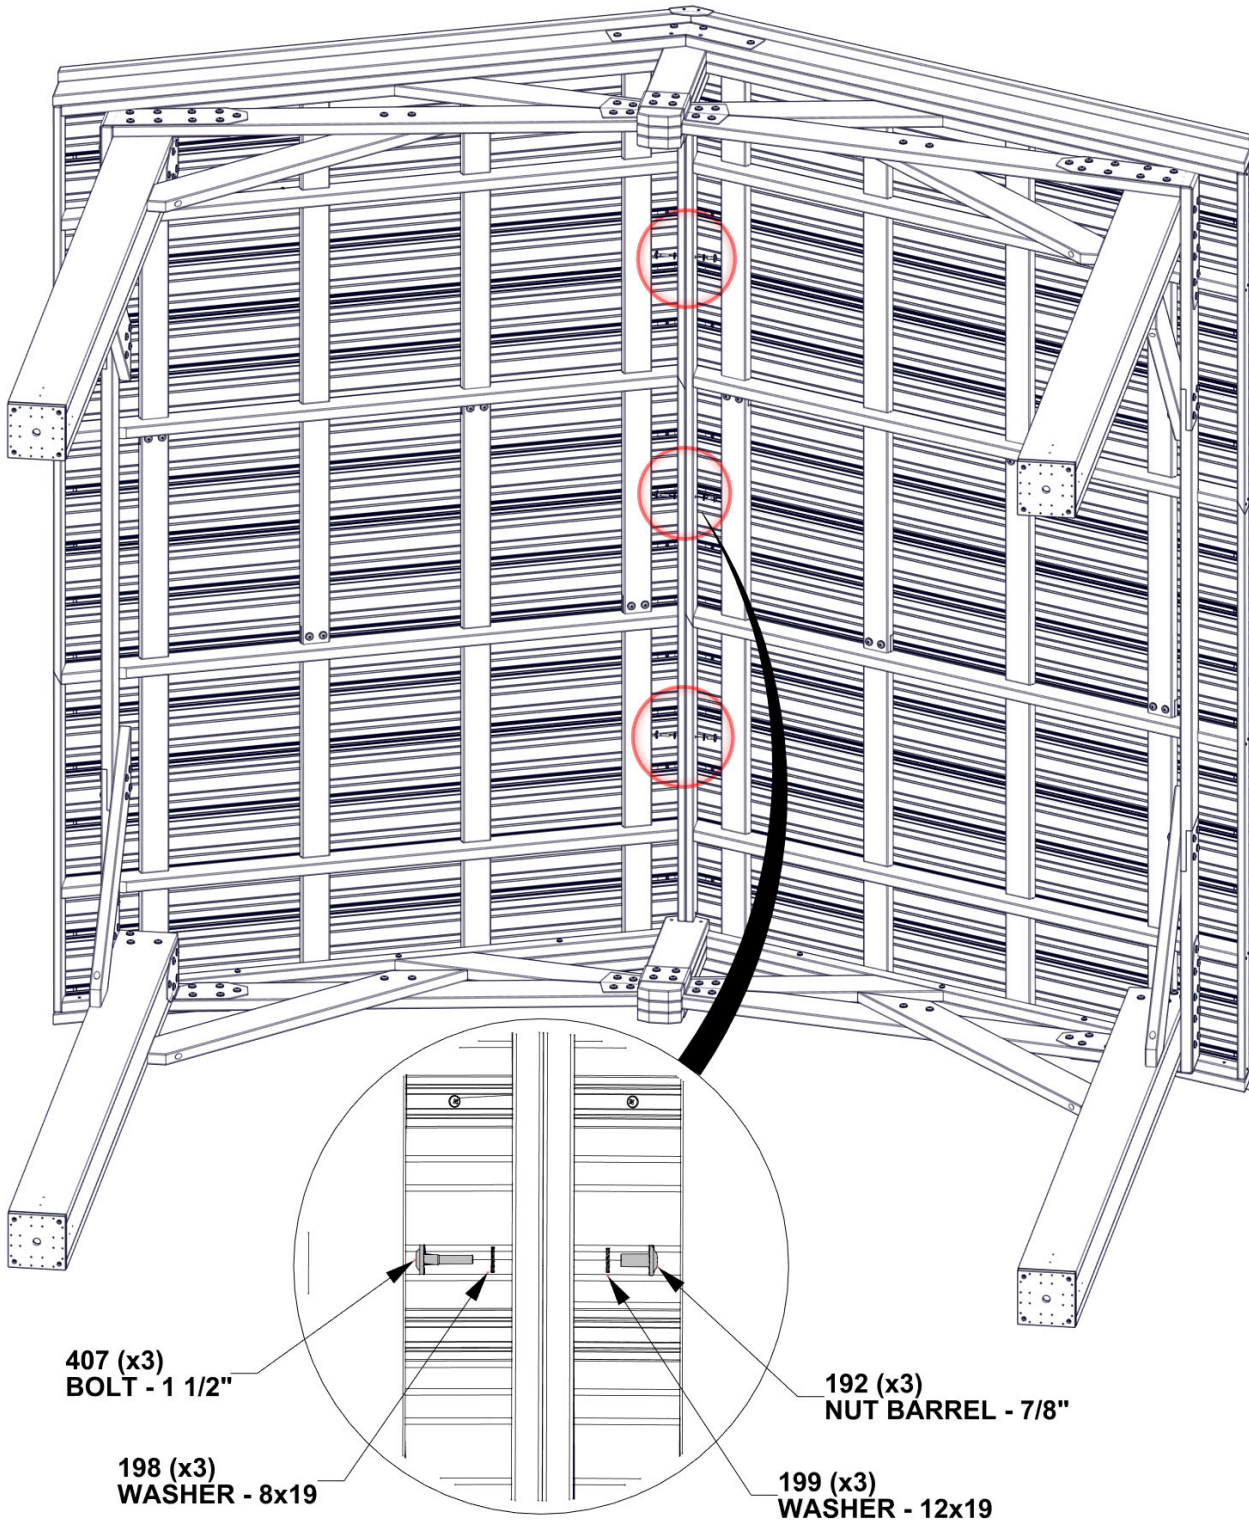 407 (x3)
BOLT - 1 1/2"
198 (x3)
WASHER - 8x19
192 (x3)
NUT BARREL - 7/8"
199 (x3)
WASHER - 12x19